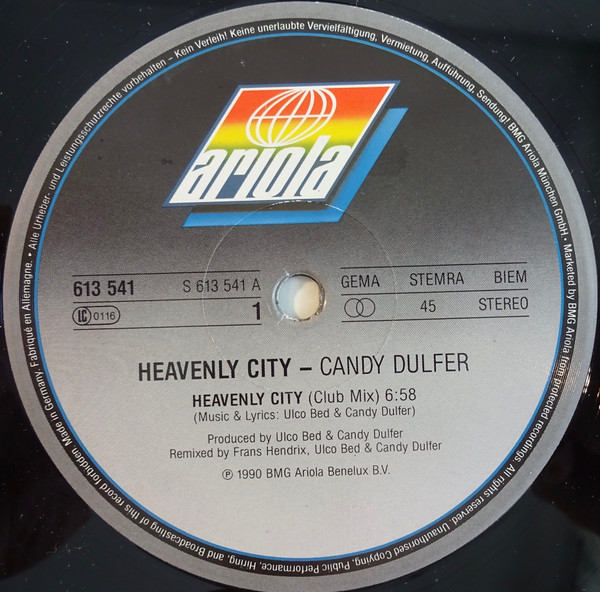 ariola
613 541
S 613 541 A
LC 0116
1
GEMA STEMRA BIEM
45 STEREO
HEAVENLY CITY – CANDY DULFER
HEAVENLY CITY (Club Mix) 6:58
(Music & Lyrics: Ulco Bed & Candy Dulfer)
Produced by Ulco Bed & Candy Dulfer
Remixed by Frans Hendrix, Ulco Bed & Candy Dulfer
℗ 1990 BMG Ariola Benelux B.V.
Made in Germany. Fabriqué en Allemagne. • Alle Urheber- und Leistungsschutzrechte vorbehalten – Kein Verleih! Keine unerlaubte Vervielfältigung, Vermietung, Aufführung, Sendung! BMG Ariola München GmbH • Marketed by BMG Ariola from protected recordings. All rights reserved. Unauthorised Copying, Public Performance, Hiring, and Broadcasting of this record forbidden.